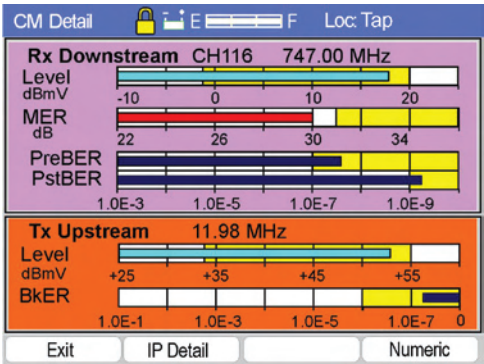 CM Detail E F Loc: Tap
Rx Downstream CH116 747.00 MHz
Level
dBmV
-10 0 10 20
MER
dB
22 26 30 34
PreBER
PstBER
1.0E-3 1.0E-5 1.0E-7 1.0E-9
Tx Upstream 11.98 MHz
Level
dBmV
+25 +35 +45 +55
BkER
1.0E-1 1.0E-3 1.0E-5 1.0E-7 0
Exit IP Detail Numeric